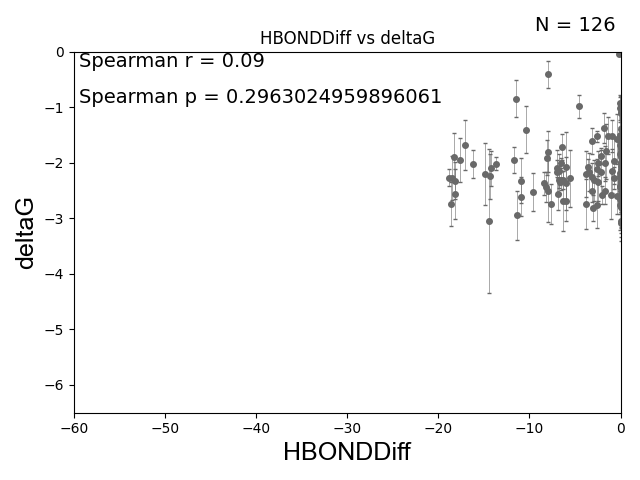 N = 126
HBONDDiff vs deltaG
Spearman r = 0.09
Spearman p = 0.2963024959896061
0
−1
−2
−3
−4
−5
−6
deltaG
−60
−50
−40
−30
−20
−10
0
HBONDDiff